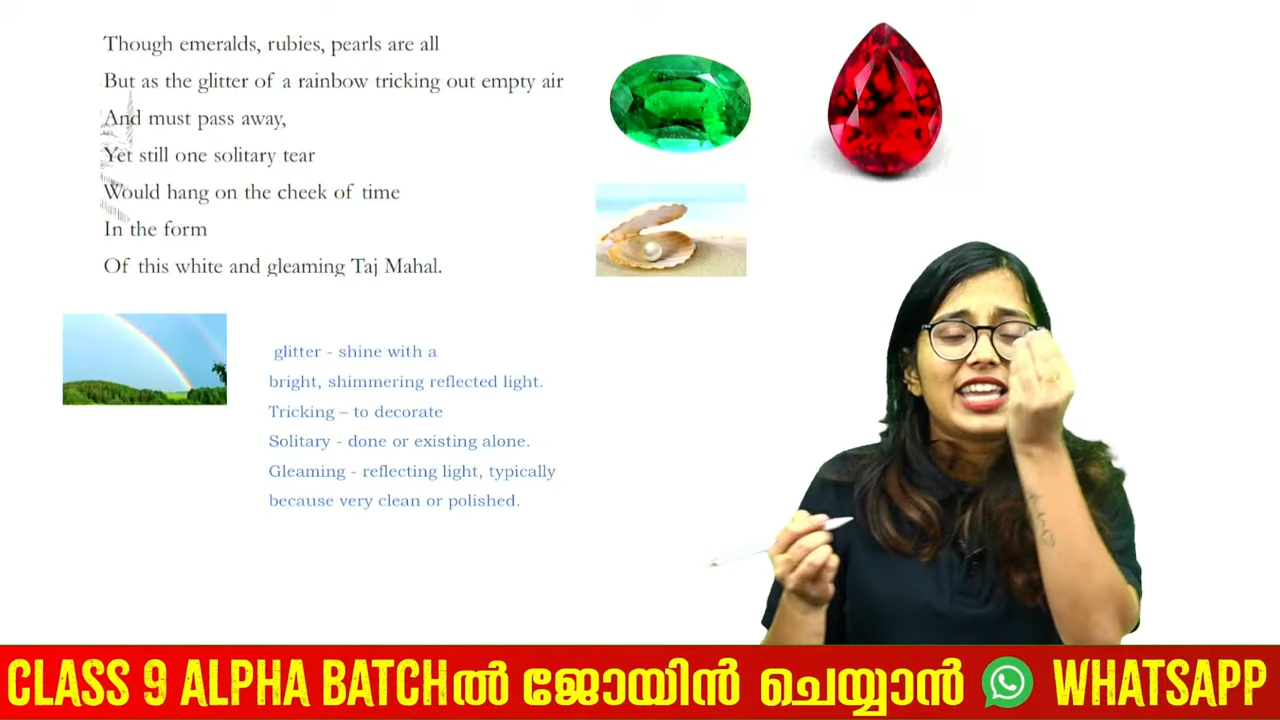 Though emeralds, rubies, pearls are all
But as the glitter of a rainbow tricking out empty air
And must pass away,
Yet still one solitary tear
Would hang on the cheek of time
In the form
Of this white and gleaming Taj Mahal.
glitter - shine with a
bright, shimmering reflected light.
Tricking – to decorate
Solitary - done or existing alone.
Gleaming - reflecting light, typically
because very clean or polished.
CLASS 9 ALPHA BATCHൽ ജോയിൻ ചെയ്യാൻ WHATSAPP